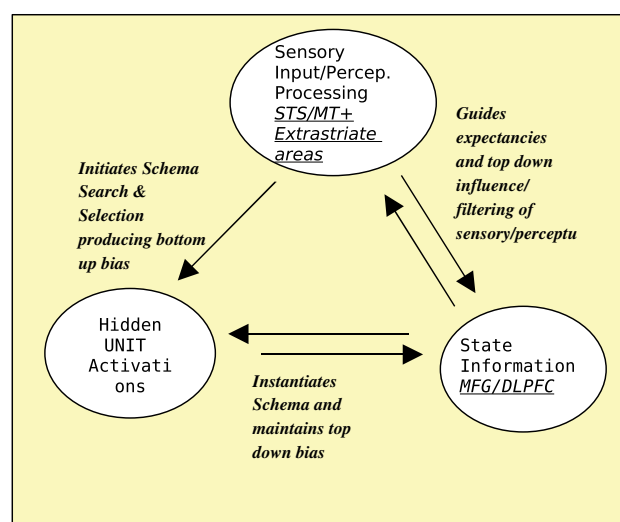 Sensory
Input/Percep.
Processing
STS/MT+
Extrastriate
areas
Guides
expectancies
and top down
influence/
filtering of
sensory/perceptu
Initiates Schema
Search &
Selection
producing bottom
up bias
Hidden
UNIT
Activati
ons
State
Information
MFG/DLPFC
Instantiates
Schema and
maintains top
down bias